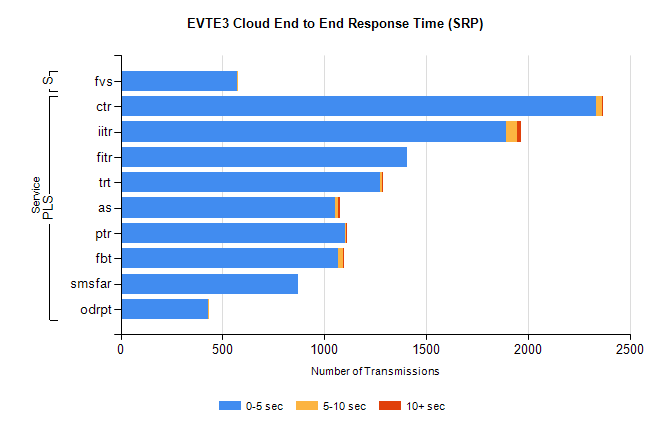 EVTE3 Cloud End to End Response Time (SRP)
S
fvs
ctr
iitr
fitr
trt
Service
PLS
as
ptr
fbt
smsfar
odrpt
0 500 1000 1500 2000 2500
Number of Transmissions
0-5 sec 5-10 sec 10+ sec